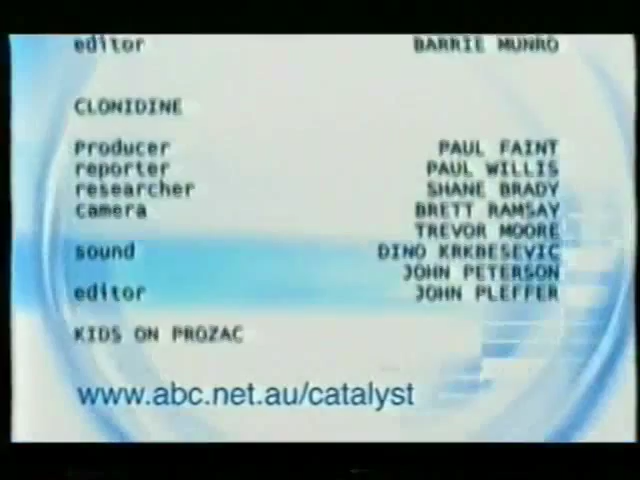 editor BARRIE MUNRO
CLONIDINE
Producer PAUL FAINT
reporter PAUL WILLIS
researcher SHANE BRADY
camera BRETT RAMSAY
TREVOR MOORE
sound DINO KRKBESEVIC
JOHN PETERSON
editor JOHN PLEFFER
KIDS ON PROZAC
www.abc.net.au/catalyst